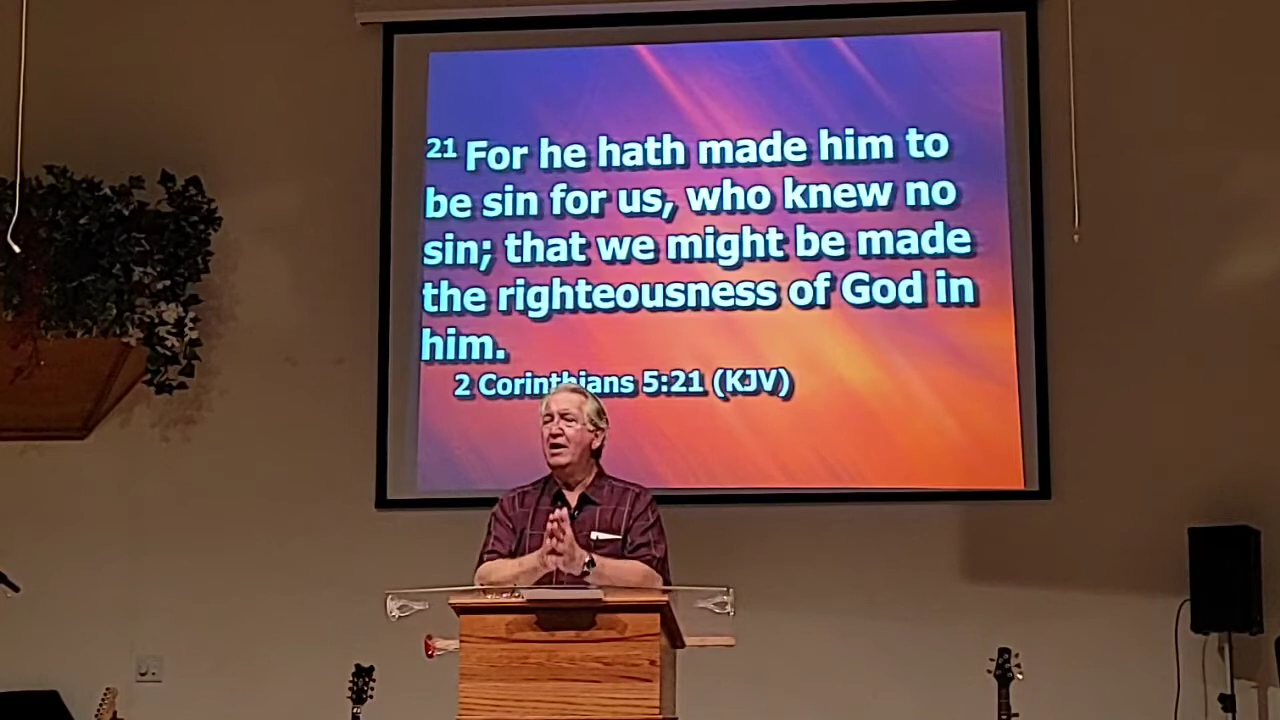 21 For he hath made him to
be sin for us, who knew no
sin; that we might be made
the righteousness of God in
him.
2 Corinthians 5:21 (KJV)